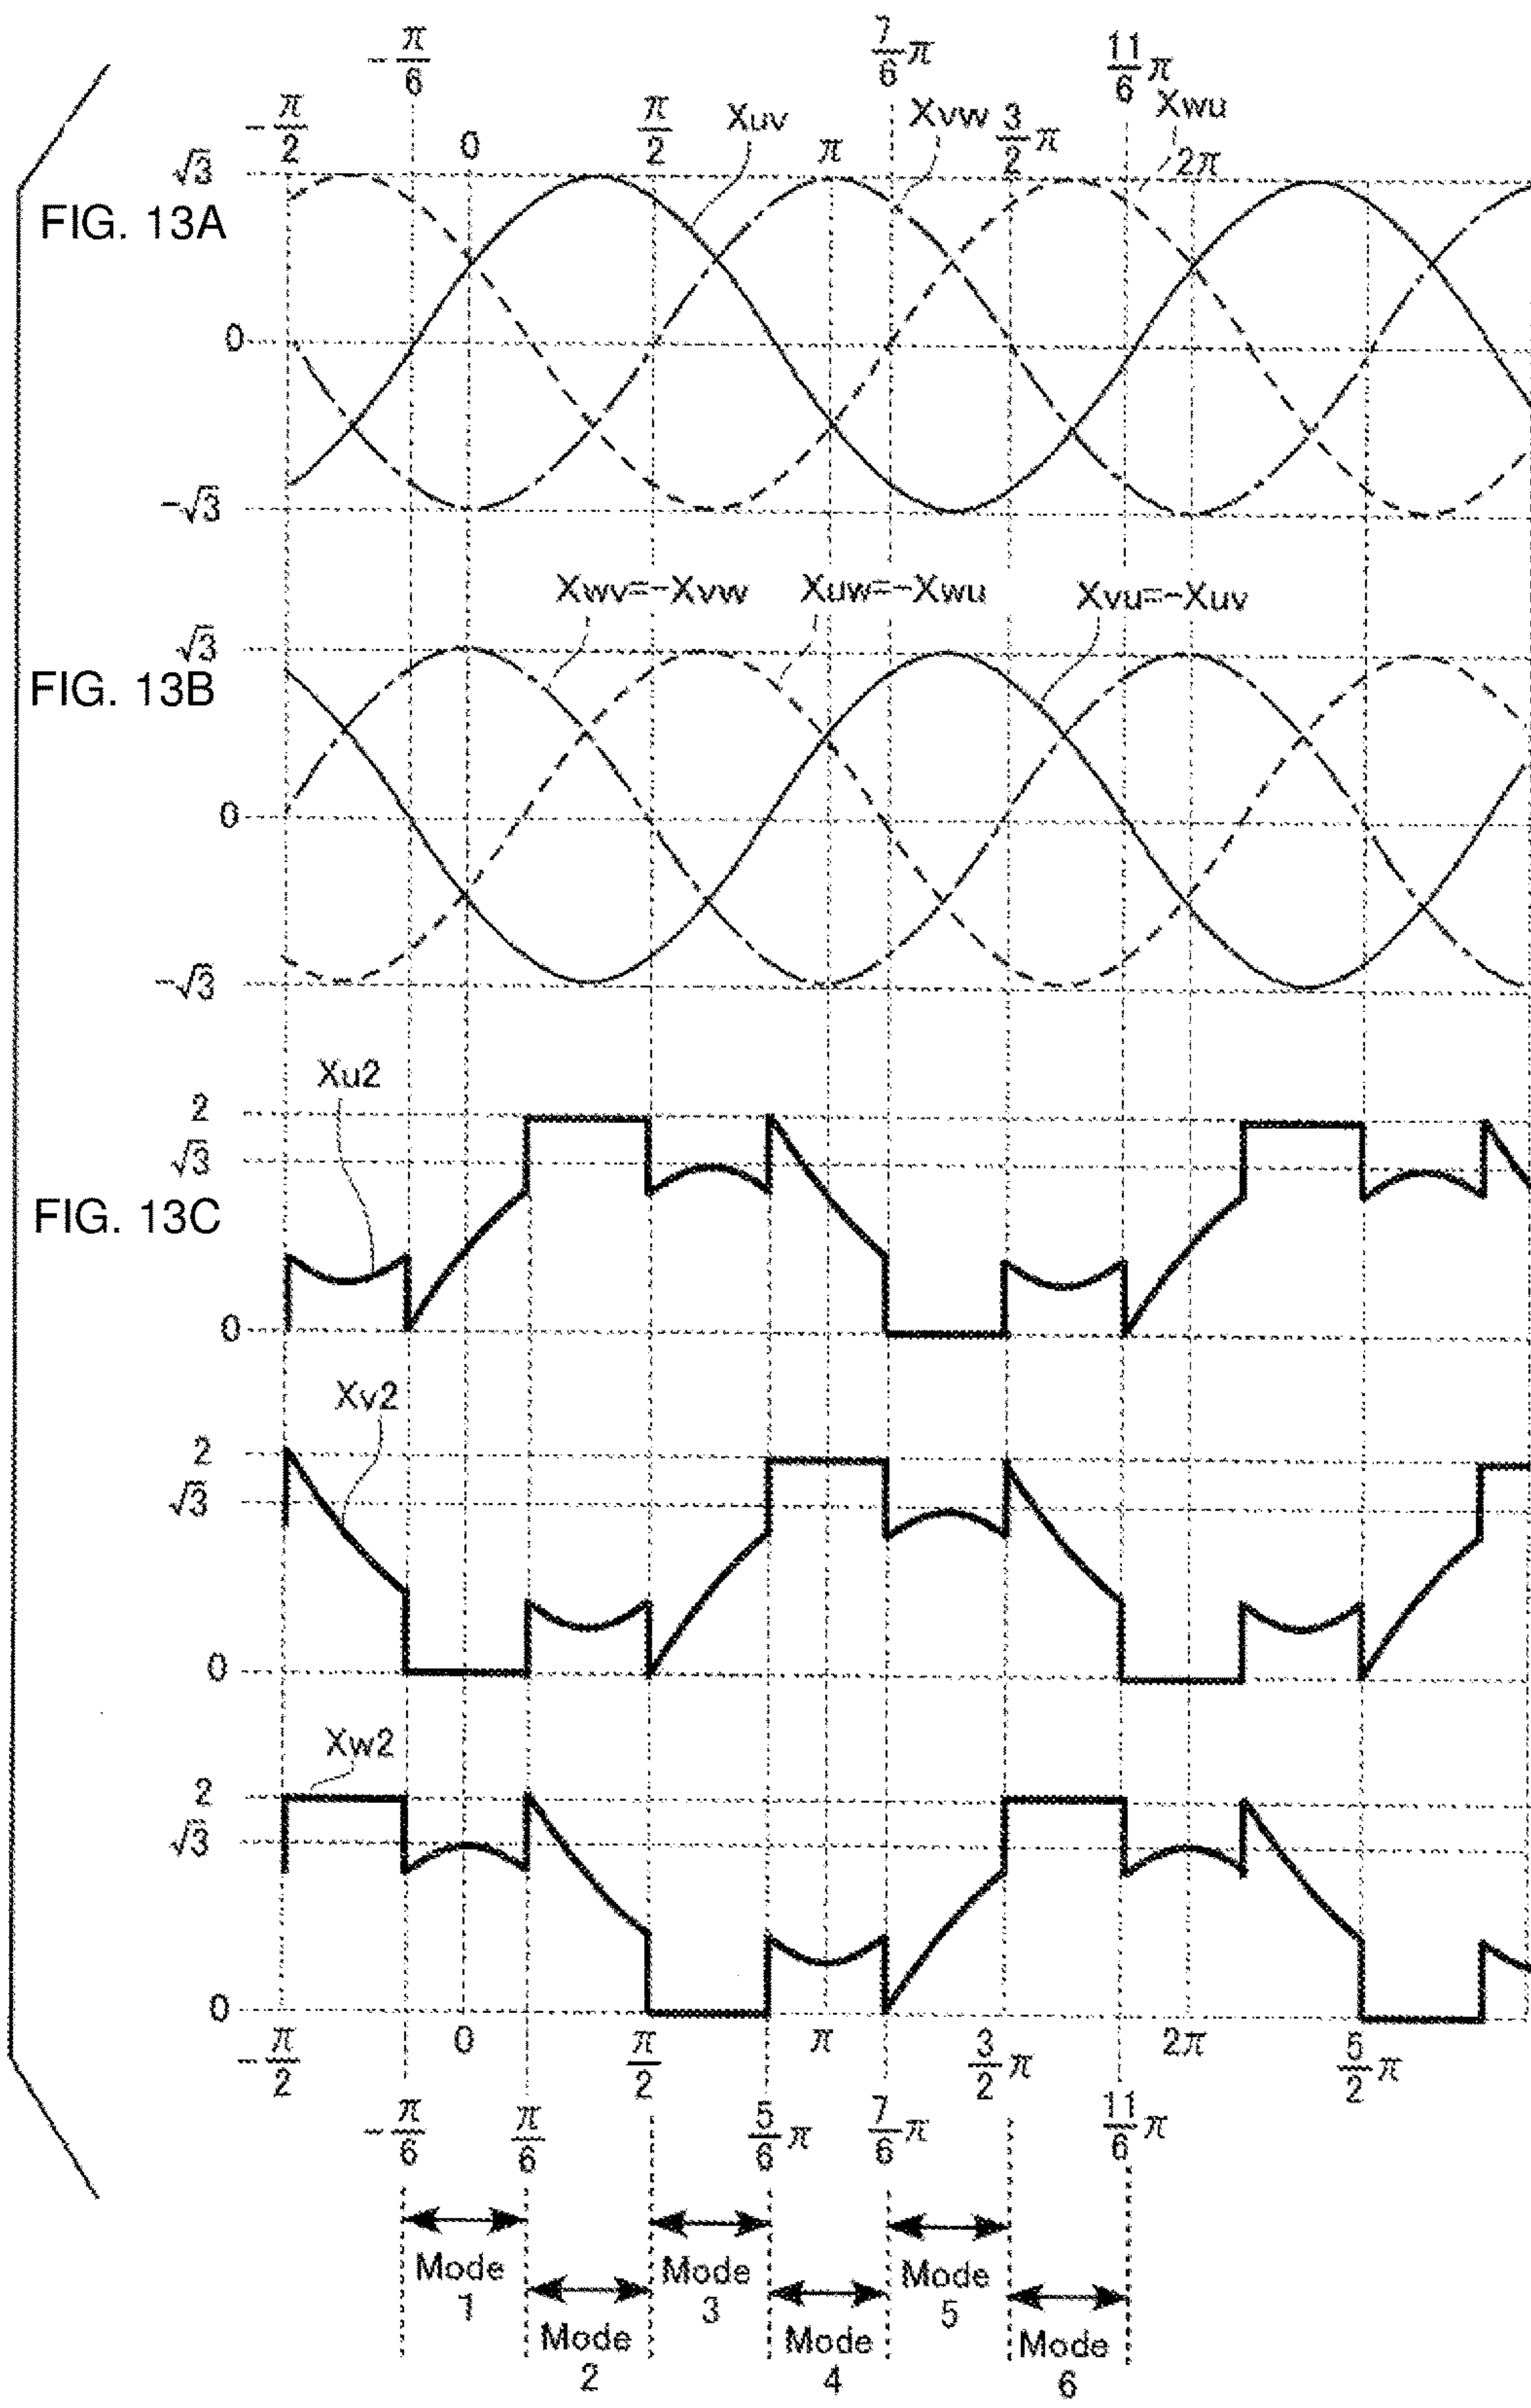 -π/6 7/6π 11/6π
-π/2 0 π/2 Xuv π Xvw 3/2π Xwu 2π
√3
FIG. 13A
0
-√3
Xwv=-Xvw Xuw=-Xwu Xvu=-Xuv
√3
FIG. 13B
0
-√3
Xu2
2
√3
FIG. 13C
0
Xv2
2
√3
0
Xw2
2
√3
0
-π/2 0 π/2 π 3/2π 2π 5/2π
-π/6 π/6 5/6π 7/6π 11/6π
Mode 1
Mode 2
Mode 3
Mode 4
Mode 5
Mode 6